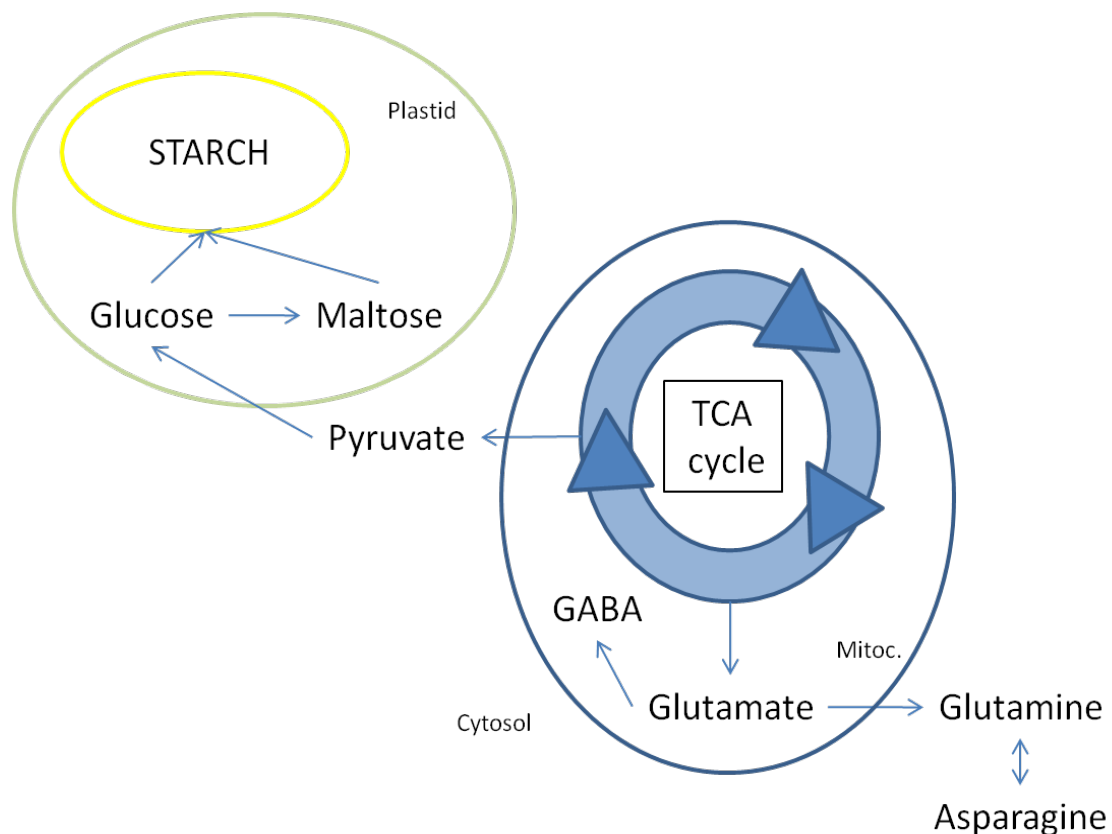 Plastid
STARCH
Glucose
Maltose
TCA
cycle
Pyruvate
GABA
Mitoc.
Glutamate
Glutamine
Cytosol
Asparagine